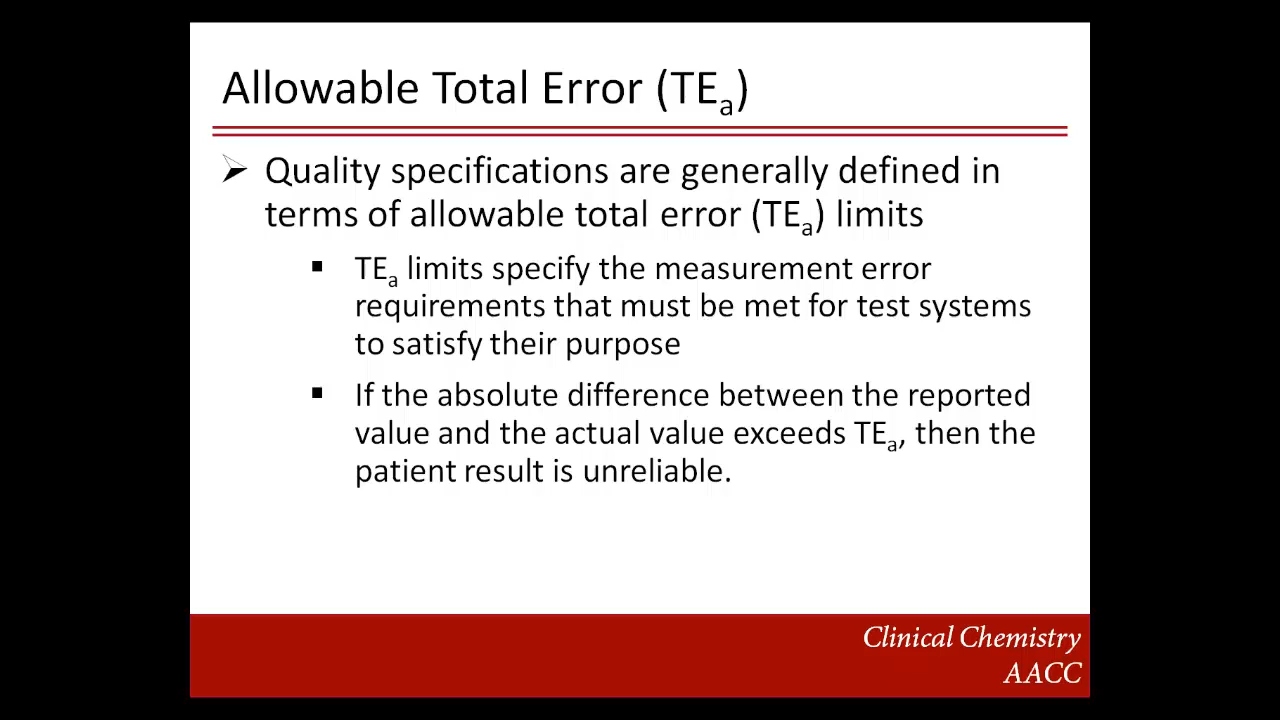 Allowable Total Error (TEa)
➢ Quality specifications are generally defined in
terms of allowable total error (TEa) limits
▪ TEa limits specify the measurement error
requirements that must be met for test systems
to satisfy their purpose
▪ If the absolute difference between the reported
value and the actual value exceeds TEa, then the
patient result is unreliable.
Clinical Chemistry
AACC